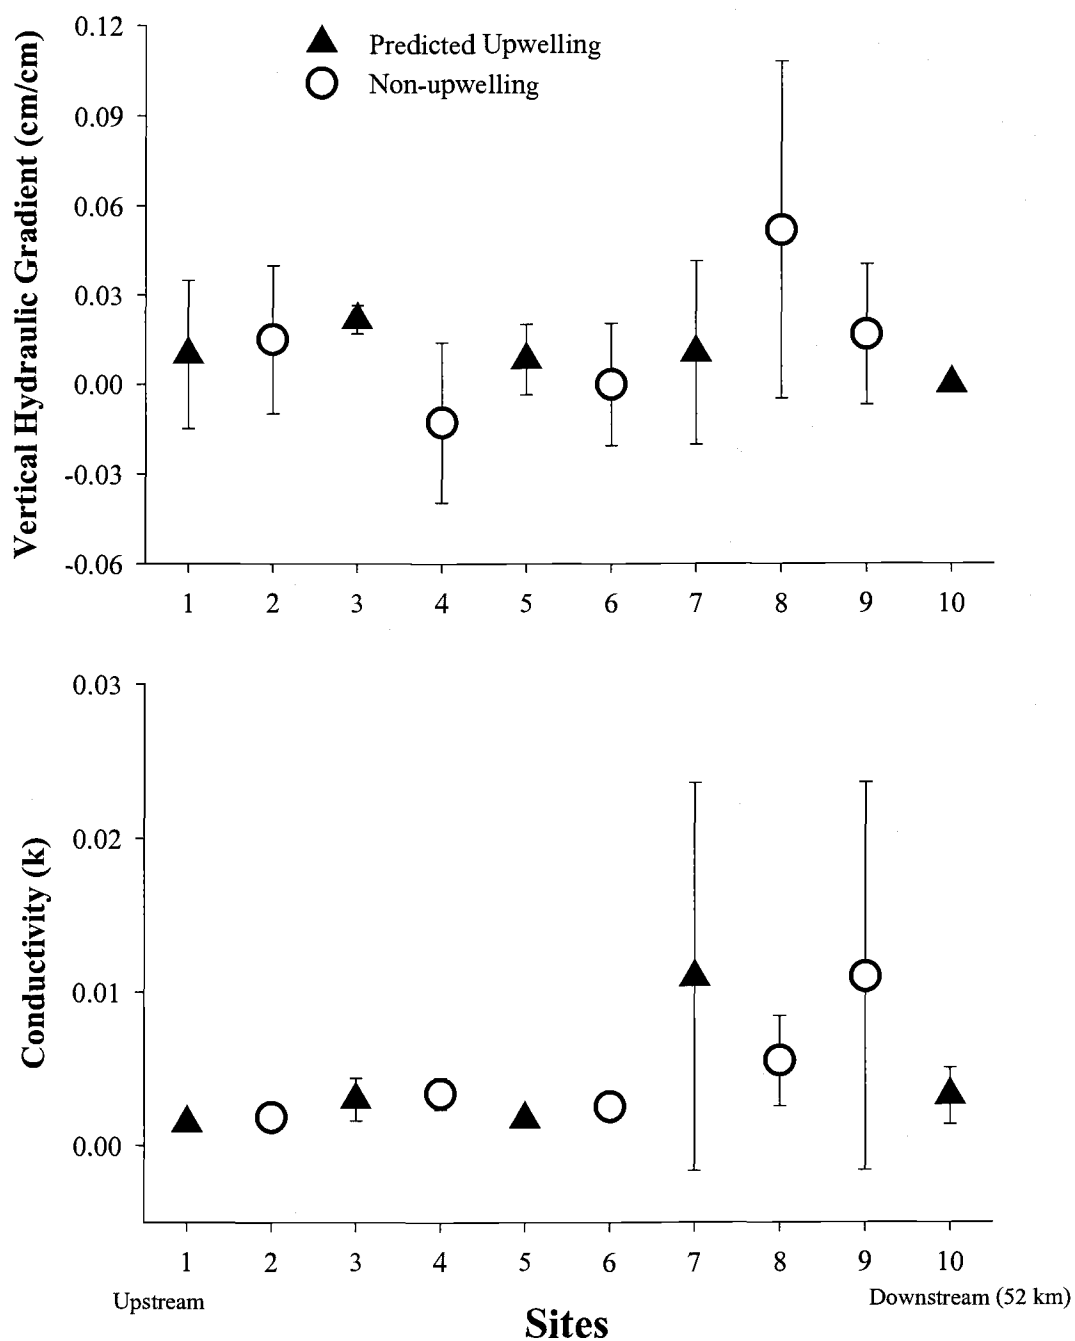 0.12
Predicted Upwelling
Non-upwelling
0.09
0.06
0.03
0.00
-0.03
-0.06
Vertical Hydraulic Gradient (cm/cm)
1 2 3 4 5 6 7 8 9 10
0.03
0.02
0.01
0.00
Conductivity (k)
1 2 3 4 5 6 7 8 9 10
Upstream
Downstream (52 km)
Sites